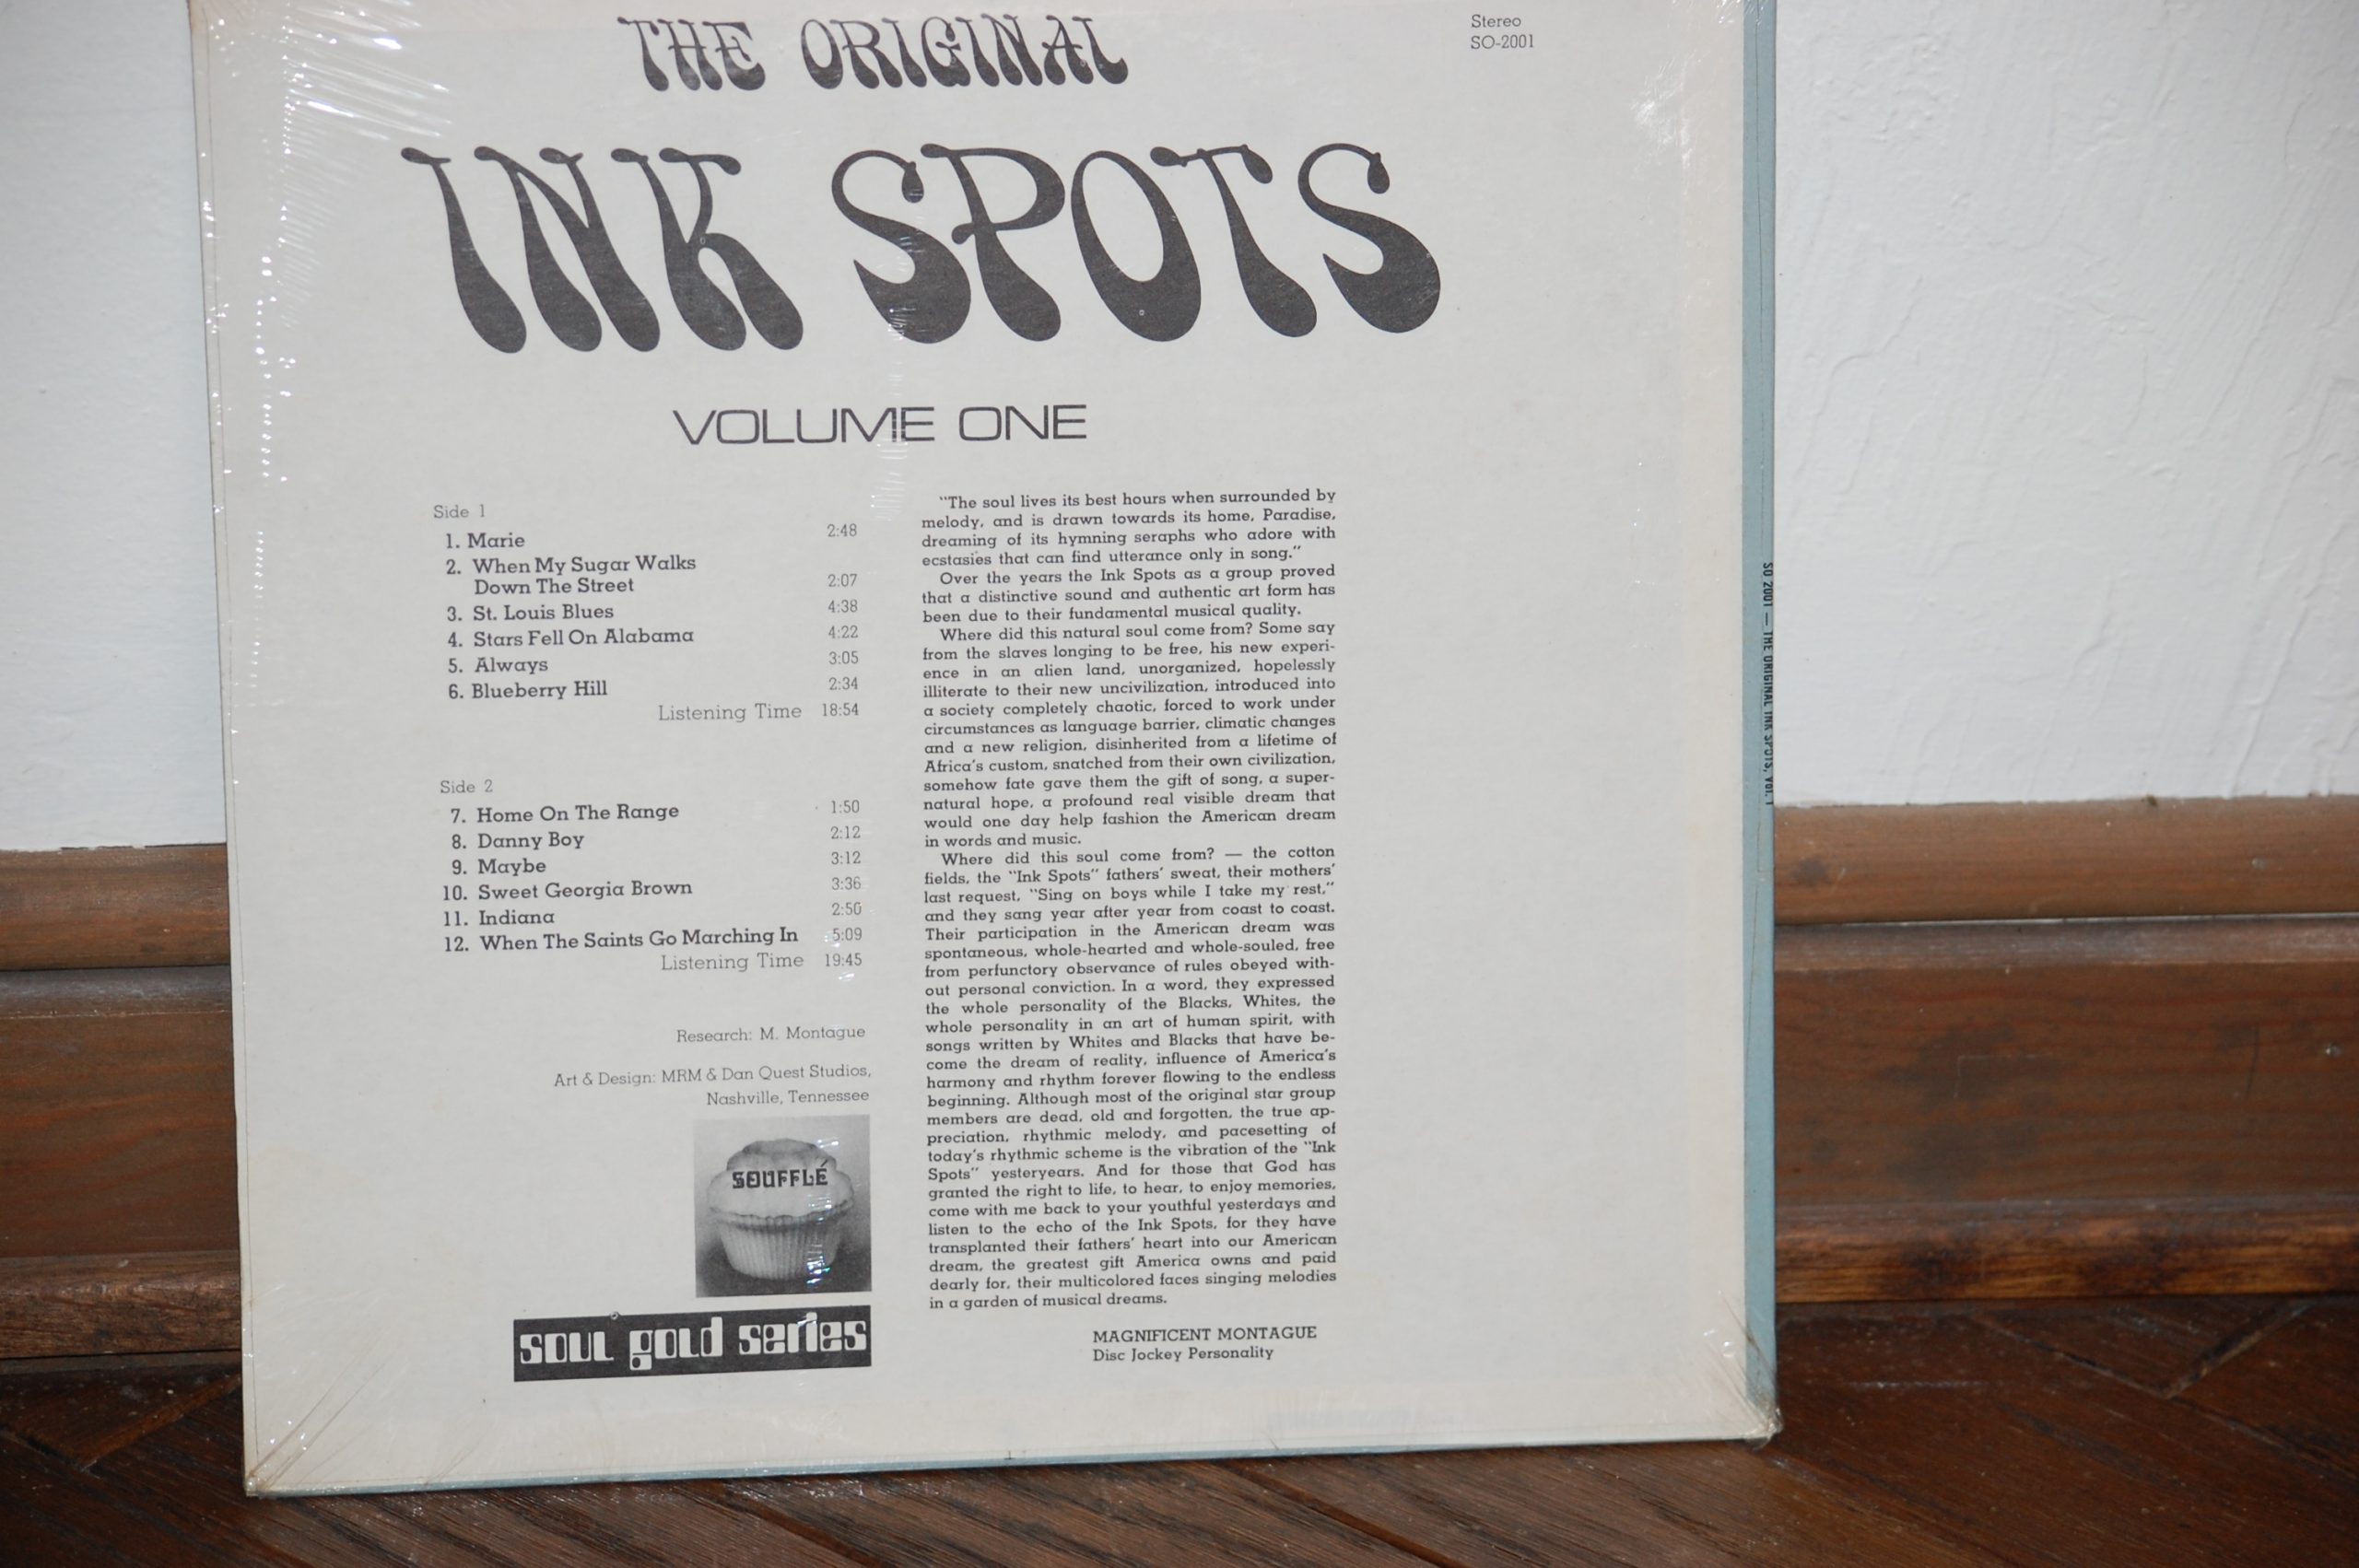 THE ORIGINAL
Stereo
SO-2001
INK SPOTS
VOLUME ONE
Side 1
1. Marie 2:48
2. When My Sugar Walks
Down The Street 2:07
3. St. Louis Blues 4:38
4. Stars Fell On Alabama 4:22
5. Always 3:05
6. Blueberry Hill 2:34
Listening Time 18:54
Side 2
7. Home On The Range 1:50
8. Danny Boy 2:12
9. Maybe 3:12
10. Sweet Georgia Brown 3:36
11. Indiana 2:50
12. When The Saints Go Marching In 5:09
Listening Time 19:45
Research: M. Montague
Art & Design: MRM & Dan Quest Studios,
Nashville, Tennessee
SOUFFLÉ
soul gold series
"The soul lives its best hours when surrounded by
melody, and is drawn towards its home, Paradise,
dreaming of its hymning seraphs who adore with
ecstasies that can find utterance only in song."
Over the years the Ink Spots as a group proved
that a distinctive sound and authentic art form has
been due to their fundamental musical quality.
Where did this natural soul come from? Some say
from the slaves longing to be free, his new experi-
ence in an alien land, unorganized, hopelessly
illiterate to their new uncivilization, introduced into
a society completely chaotic, forced to work under
circumstances as language barrier, climatic changes
and a new religion, disinherited from a lifetime of
Africa's custom, snatched from their own civilization,
somehow fate gave them the gift of song, a super-
natural hope, a profound real visible dream that
would one day help fashion the American dream
in words and music.
Where did this soul come from? — the cotton
fields, the "Ink Spots" fathers' sweat, their mothers'
last request, "Sing on boys while I take my rest,"
and they sang year after year from coast to coast.
Their participation in the American dream was
spontaneous, whole-hearted and whole-souled, free
from perfunctory observance of rules obeyed with-
out personal conviction. In a word, they expressed
the whole personality of the Blacks, Whites, the
whole personality in an art of human spirit, with
songs written by Whites and Blacks that have be-
come the dream of reality, influence of America's
harmony and rhythm forever flowing to the endless
beginning. Although most of the original star group
members are dead, old and forgotten, the true ap-
preciation, rhythmic melody, and pacesetting of
today's rhythmic scheme is the vibration of the "Ink
Spots" yesteryears. And for those that God has
granted the right to life, to hear, to enjoy memories,
come with me back to your youthful yesterdays and
listen to the echo of the Ink Spots, for they have
transplanted their fathers' heart into our American
dream, the greatest gift America owns and paid
dearly for, their multicolored faces singing melodies
in a garden of musical dreams.
MAGNIFICENT MONTAGUE
Disc Jockey Personality
SO 2001 — THE ORIGINAL INK SPOTS, Vol. 1